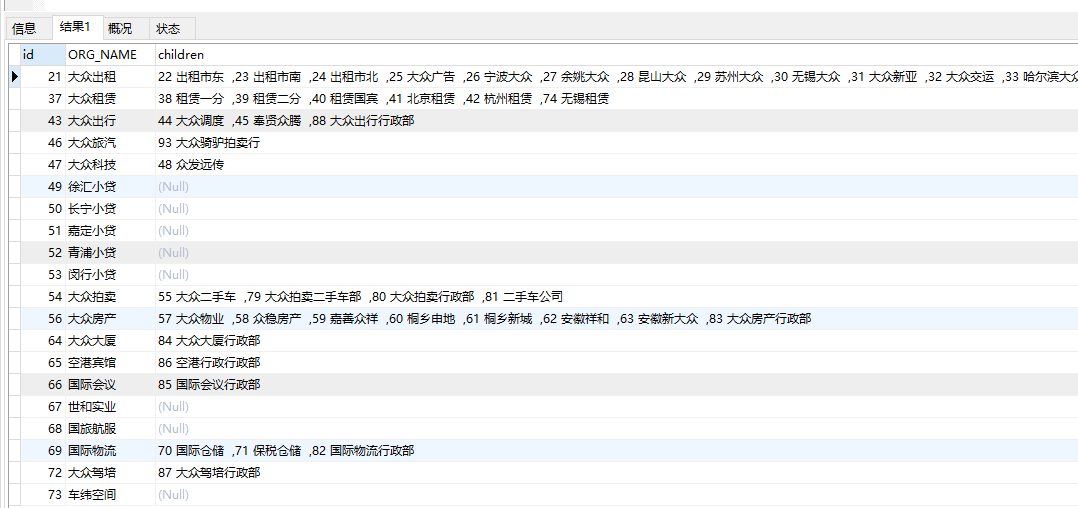 信息 结果1 概况 状态
id ORG_NAME children
21 大众出租 22 出租市东 ,23 出租市南 ,24 出租市北 ,25 大众广告 ,26 宁波大众 ,27 余姚大众 ,28 昆山大众 ,29 苏州大众 ,30 无锡大众 ,31 大众新亚 ,32 大众交运 ,33 哈尔滨大众
37 大众租赁 38 租赁一分 ,39 租赁二分 ,40 租赁国宾 ,41 北京租赁 ,42 杭州租赁 ,74 无锡租赁
43 大众出行 44 大众调度 ,45 奉贤众腾 ,88 大众出行行政部
46 大众旅汽 93 大众骑驴拍卖行
47 大众科技 48 众发远传
49 徐汇小贷 (Null)
50 长宁小贷 (Null)
51 嘉定小贷 (Null)
52 青浦小贷 (Null)
53 闵行小贷 (Null)
54 大众拍卖 55 大众二手车 ,79 大众拍卖二手车部 ,80 大众拍卖行政部 ,81 二手车公司
56 大众房产 57 大众物业 ,58 众稳房产 ,59 嘉善众祥 ,60 桐乡申地 ,61 桐乡新城 ,62 安徽祥和 ,63 安徽新大众 ,83 大众房产行政部
64 大众大厦 84 大众大厦行政部
65 空港宾馆 86 空港行政行政部
66 国际会议 85 国际会议行政部
67 世和实业 (Null)
68 国旅航服 (Null)
69 国际物流 70 国际仓储 ,71 保税仓储 ,82 国际物流行政部
72 大众驾培 87 大众驾培行政部
73 车纬空间 (Null)